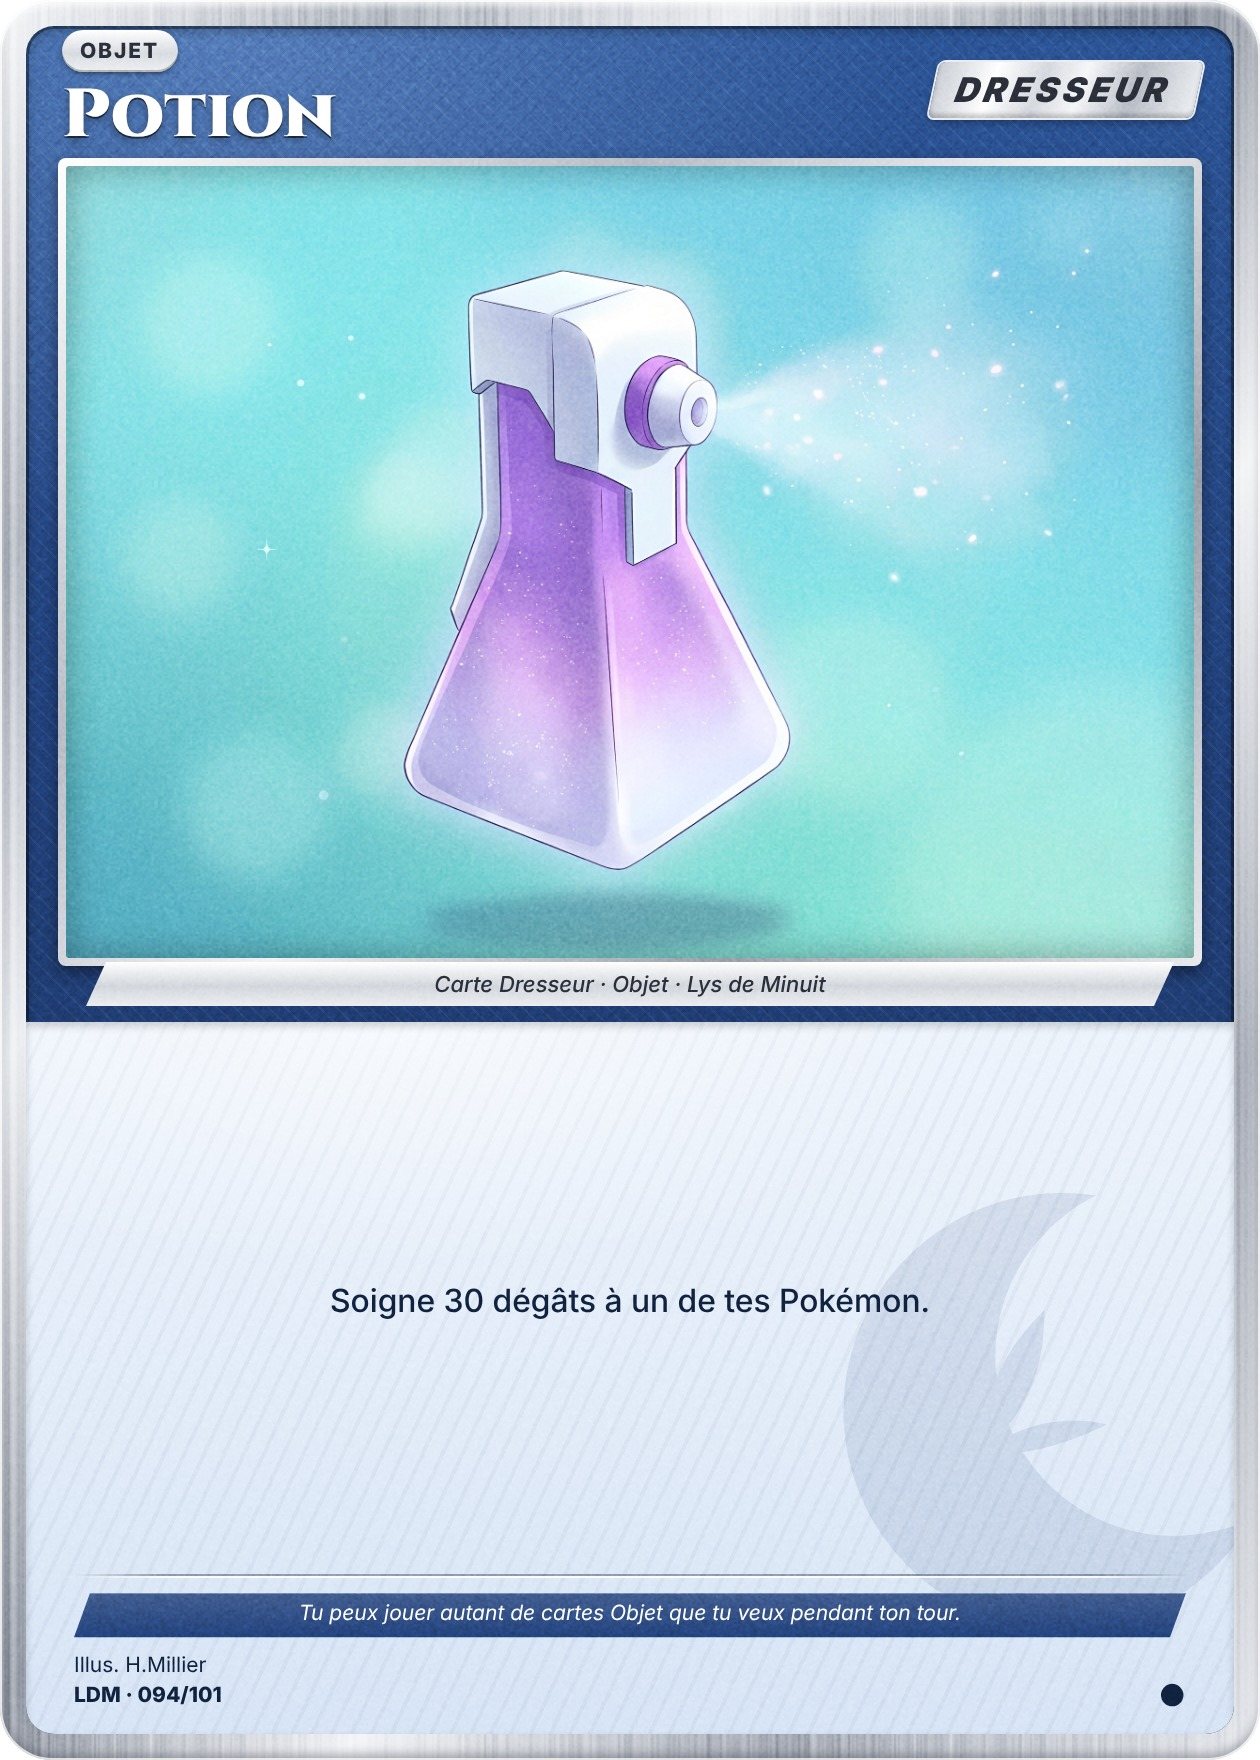 OBJET
POTION
DRESSEUR
Carte Dresseur · Objet · Lys de Minuit
Soigne 30 dégâts à un de tes Pokémon.
Tu peux jouer autant de cartes Objet que tu veux pendant ton tour.
Illus. H.Millier
LDM · 094/101